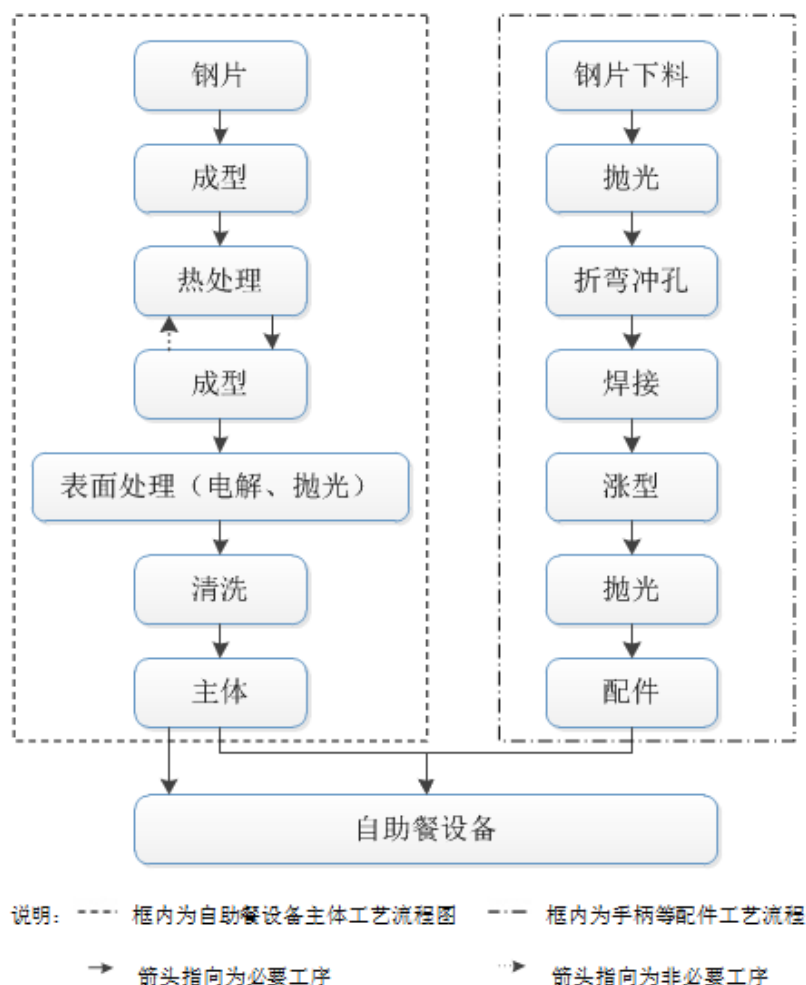 钢片
成型
热处理
成型
表面处理（电解、抛光）
清洗
主体
钢片下料
抛光
折弯冲孔
焊接
涨型
抛光
配件
自助餐设备
说明：
框内为自助餐设备主体工艺流程图
框内为手柄等配件工艺流程
箭头指向为必要工序
箭头指向为非必要工序